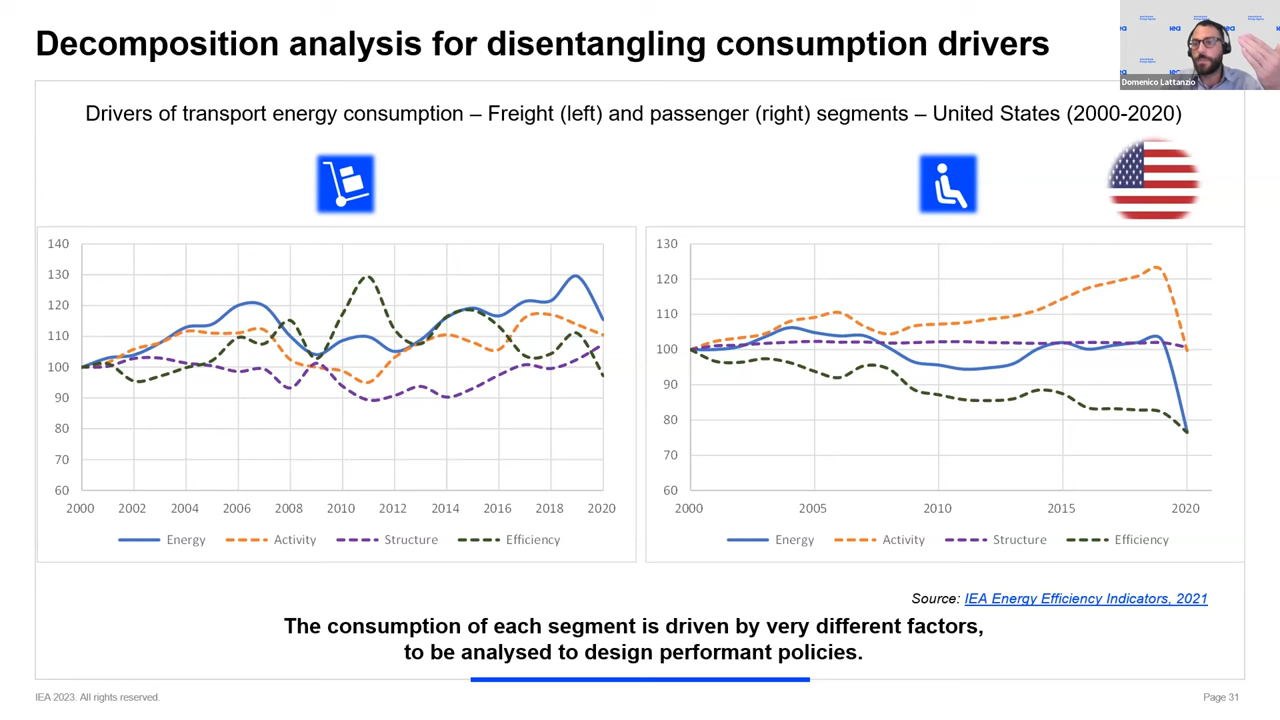 Decomposition analysis for disentangling consumption drivers
iea
iea
iea
iea
Domenico Lattanzio
Drivers of transport energy consumption – Freight (left) and passenger (right) segments – United States (2000-2020)
140
130
120
110
100
90
80
70
60
2000 2002 2004 2006 2008 2010 2012 2014 2016 2018 2020
Energy Activity Structure Efficiency
130
120
110
100
90
80
70
60
2000 2005 2010 2015 2020
Energy Activity Structure Efficiency
Source: IEA Energy Efficiency Indicators, 2021
The consumption of each segment is driven by very different factors,
to be analysed to design performant policies.
IEA 2023. All rights reserved.
Page 31